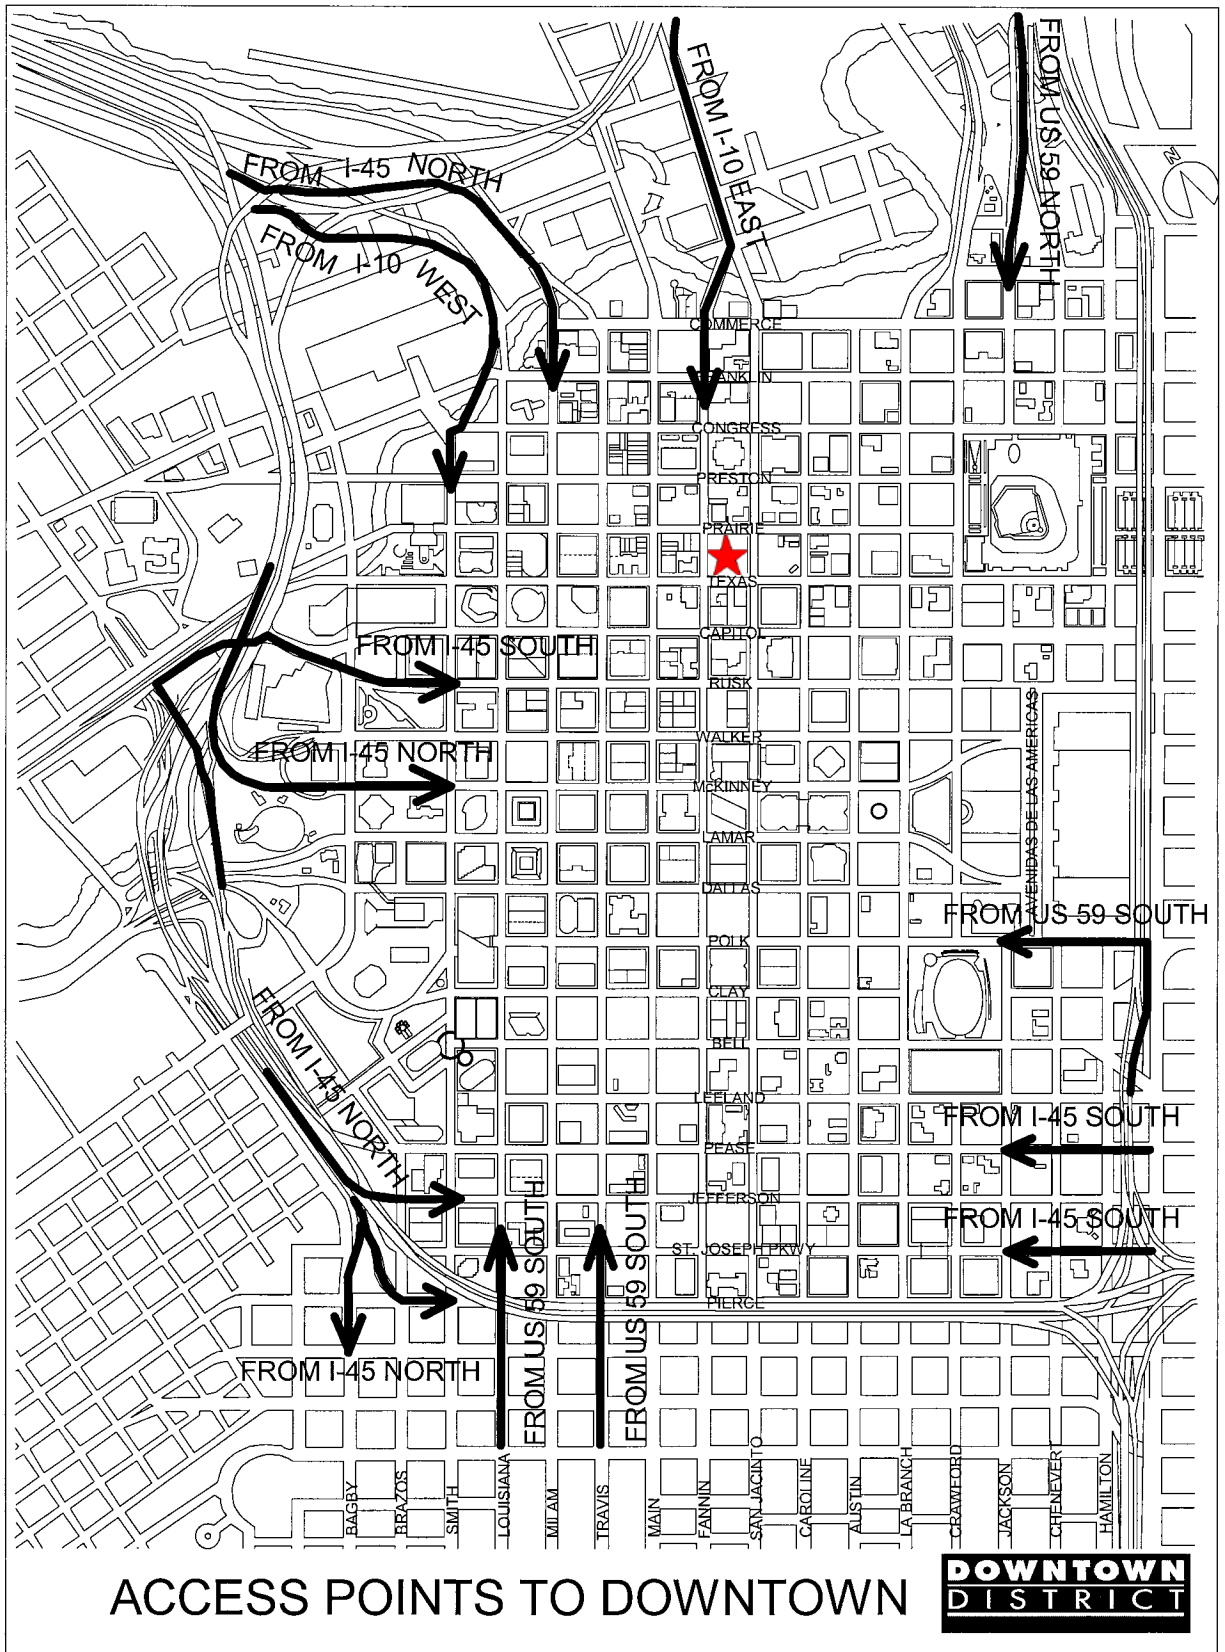 FROM I-10 EAST
FROM US 59 NORTH
N
FROM I-45 NORTH
FROM I-10 WEST
COMMERCE
FRANKLIN
CONGRESS
PRESTON
PRAIRIE
TEXAS
CAPITOL
FROM I-45 SOUTH
RUSK
WALKER
FROM I-45 NORTH
McKINNEY
AVENIDAS DE LAS AMERICAS
LAMAR
DALLAS
FROM US 59 SOUTH
POLK
CLAY
FROM I-45 NORTH
BELL
LEELAND
FROM I-45 SOUTH
PEASE
JEFFERSON
FROM I-45 SOUTH
ST. JOSEPH PKWY
PIERCE
FROM US 59 SOUTH
FROM US 59 SOUTH
FROM I-45 NORTH
BAGBY
BRAZOS
SMITH
LOUISIANA
MILAM
TRAVIS
MAIN
FANNIN
SAN JACINTO
CAROLINE
AUSTIN
LA BRANCH
CRAWFORD
JACKSON
CHENEVERT
HAMILTON
ACCESS POINTS TO DOWNTOWN
DOWNTOWN
DISTRICT